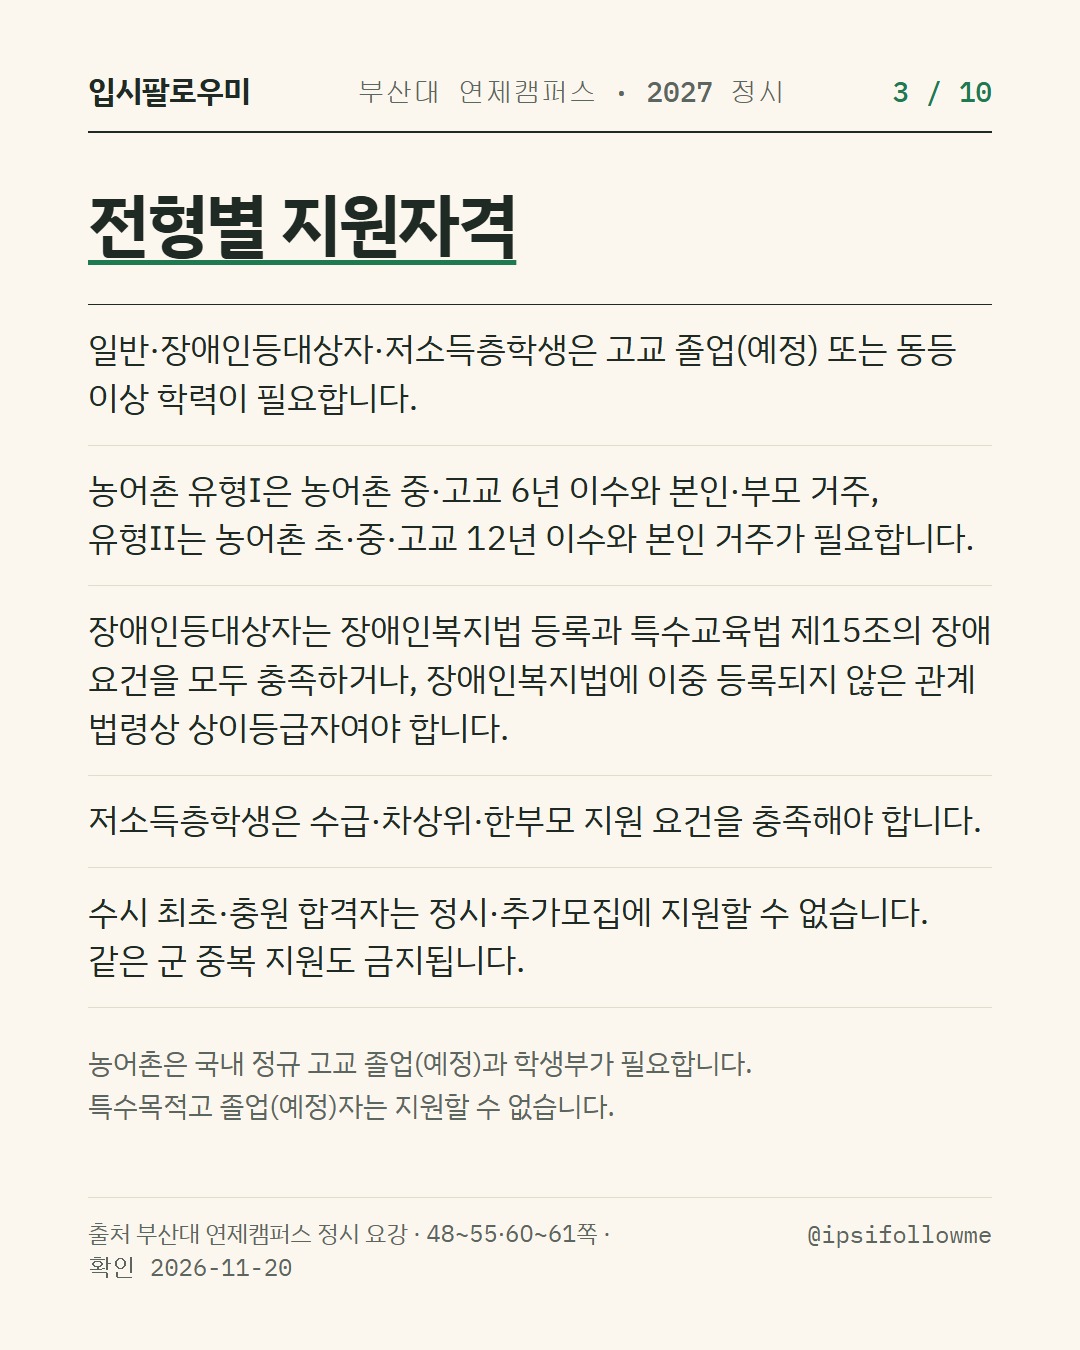 입시팔로우미
부산대 연제캠퍼스 · 2027 정시
3 / 10
전형별 지원자격
일반·장애인등대상자·저소득층학생은 고교 졸업(예정) 또는 동등
이상 학력이 필요합니다.
농어촌 유형I은 농어촌 중·고교 6년 이수와 본인·부모 거주,
유형II는 농어촌 초·중·고교 12년 이수와 본인 거주가 필요합니다.
장애인등대상자는 장애인복지법 등록과 특수교육법 제15조의 장애
요건을 모두 충족하거나, 장애인복지법에 이중 등록되지 않은 관계
법령상 상이등급자여야 합니다.
저소득층학생은 수급·차상위·한부모 지원 요건을 충족해야 합니다.
수시 최초·충원 합격자는 정시·추가모집에 지원할 수 없습니다.
같은 군 중복 지원도 금지됩니다.
농어촌은 국내 정규 고교 졸업(예정)과 학생부가 필요합니다.
특수목적고 졸업(예정)자는 지원할 수 없습니다.
출처 부산대 연제캠퍼스 정시 요강 · 48~55·60~61쪽 ·
확인 2026-11-20
@ipsifollowme